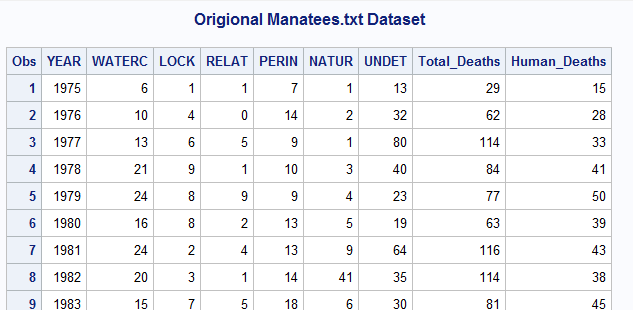 Origional Manatees.txt Dataset
Obs YEAR WATERC LOCK RELAT PERIN NATUR UNDET Total_Deaths Human_Deaths
1 1975 6 1 1 7 1 13 29 15
2 1976 10 4 0 14 2 32 62 28
3 1977 13 6 5 9 1 80 114 33
4 1978 21 9 1 10 3 40 84 41
5 1979 24 8 9 9 4 23 77 50
6 1980 16 8 2 13 5 19 63 39
7 1981 24 2 4 13 9 64 116 43
8 1982 20 3 1 14 41 35 114 38
9 1983 15 7 5 18 6 30 81 45